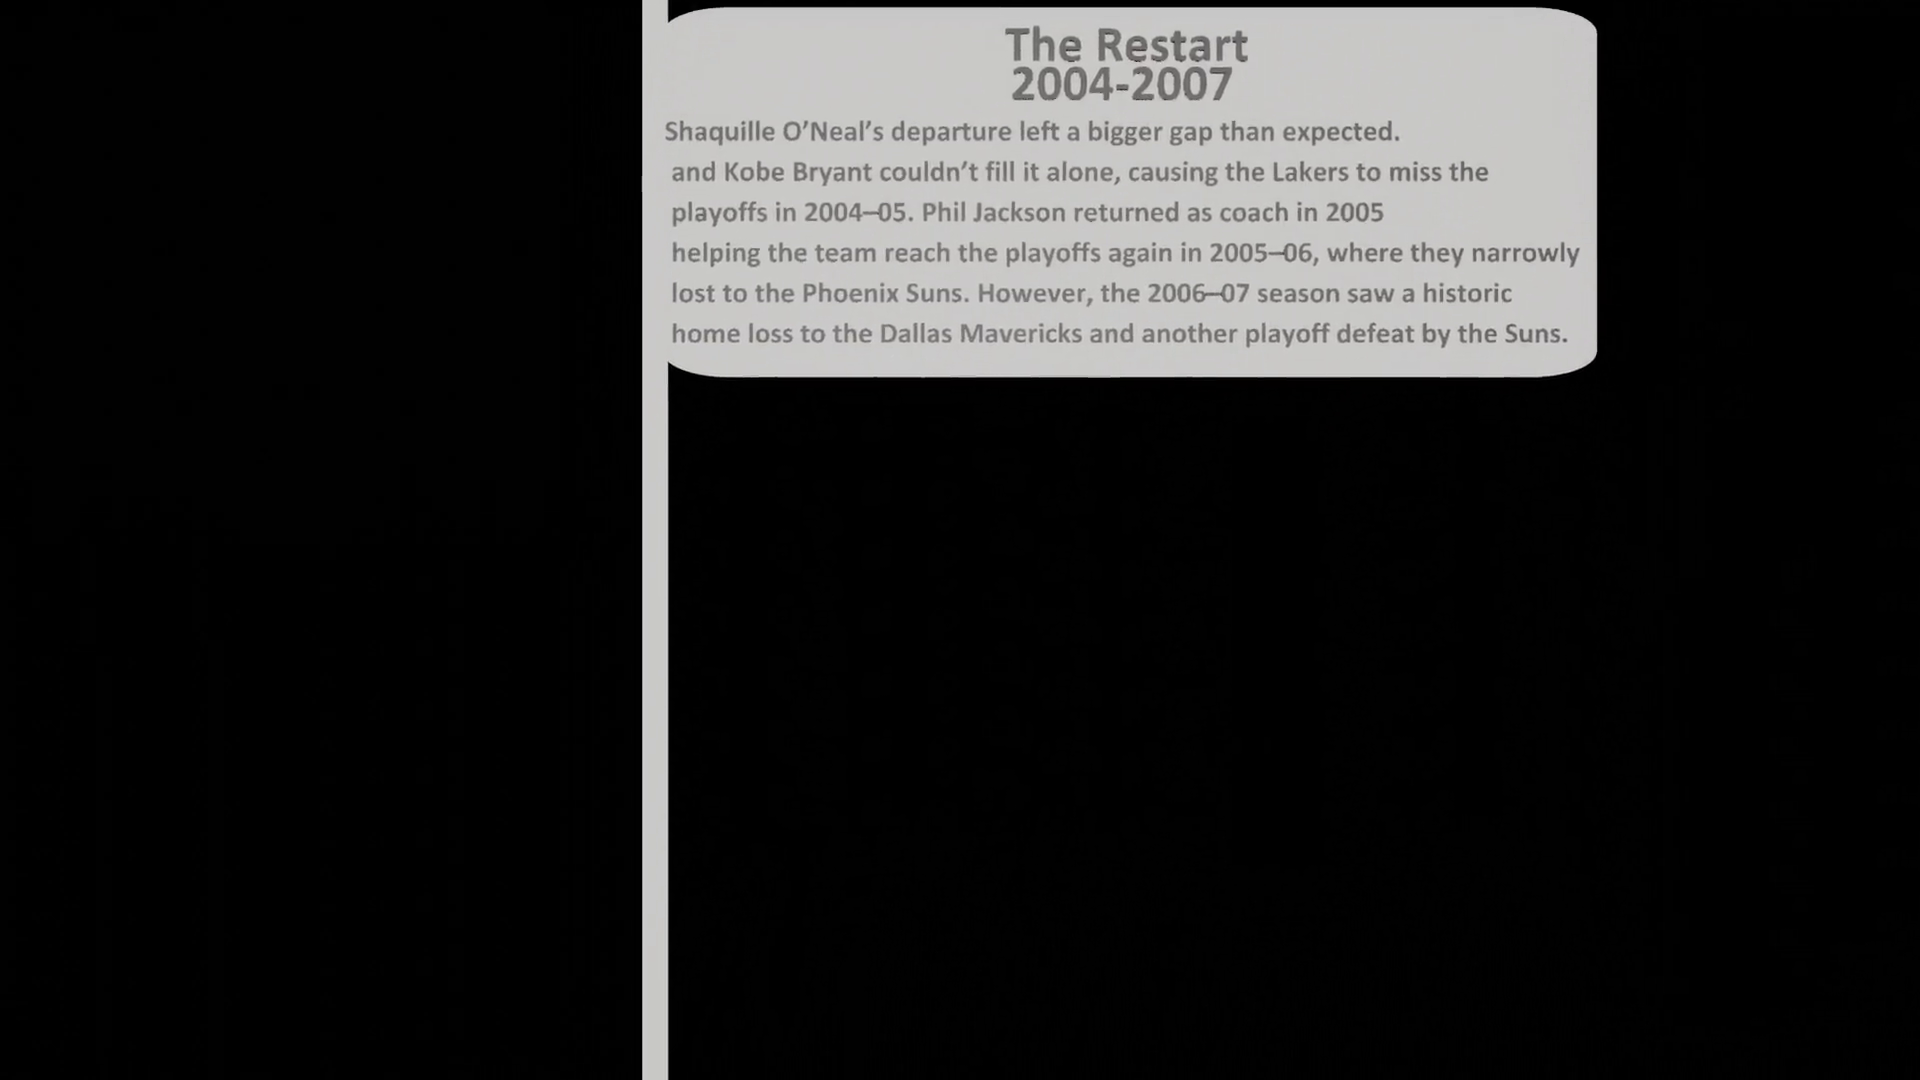 The Restart
2004-2007
Shaquille O’Neal’s departure left a bigger gap than expected.
and Kobe Bryant couldn’t fill it alone, causing the Lakers to miss the
playoffs in 2004–05. Phil Jackson returned as coach in 2005
helping the team reach the playoffs again in 2005–06, where they narrowly
lost to the Phoenix Suns. However, the 2006–07 season saw a historic
home loss to the Dallas Mavericks and another playoff defeat by the Suns.